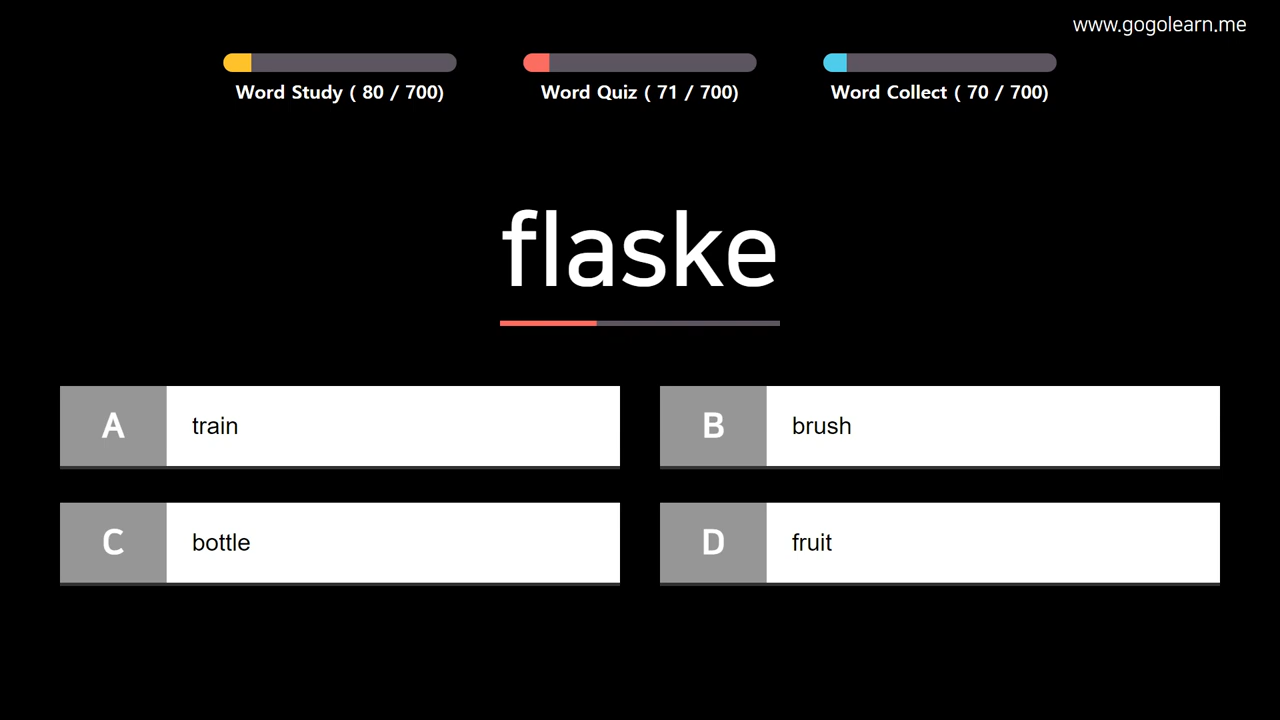 www.gogolearn.me
Word Study ( 80 / 700)
Word Quiz ( 71 / 700)
Word Collect ( 70 / 700)
flaske
A train
B brush
C bottle
D fruit